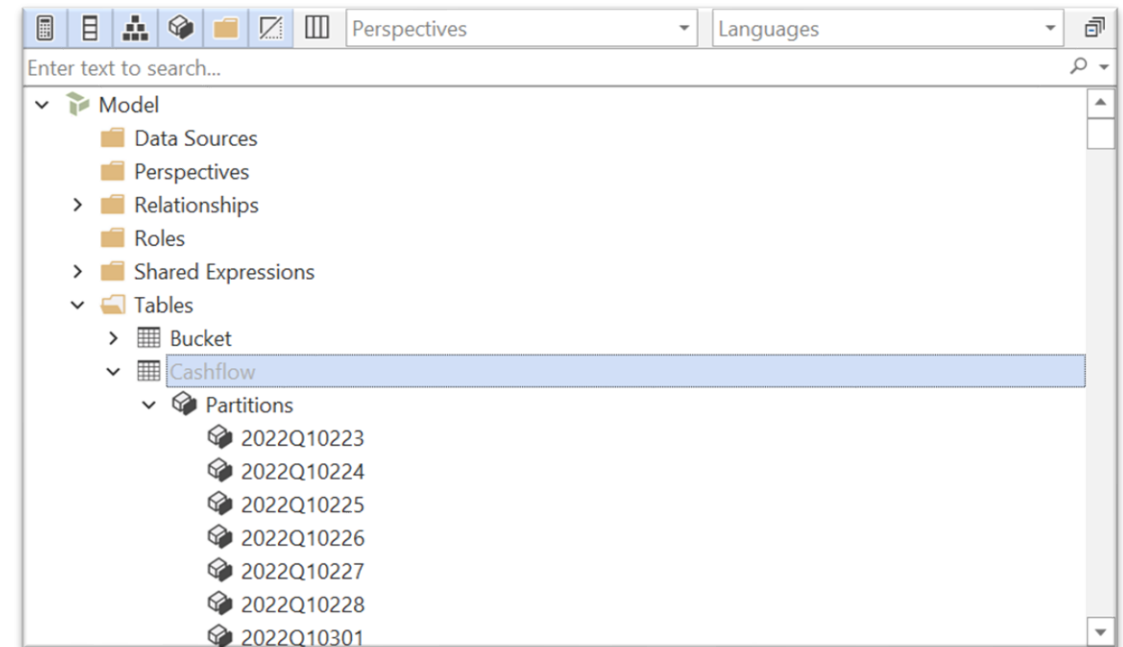 Perspectives Languages
Enter text to search...
Model
Data Sources
Perspectives
Relationships
Roles
Shared Expressions
Tables
Bucket
Cashflow
Partitions
2022Q10223
2022Q10224
2022Q10225
2022Q10226
2022Q10227
2022Q10228
2022Q10301